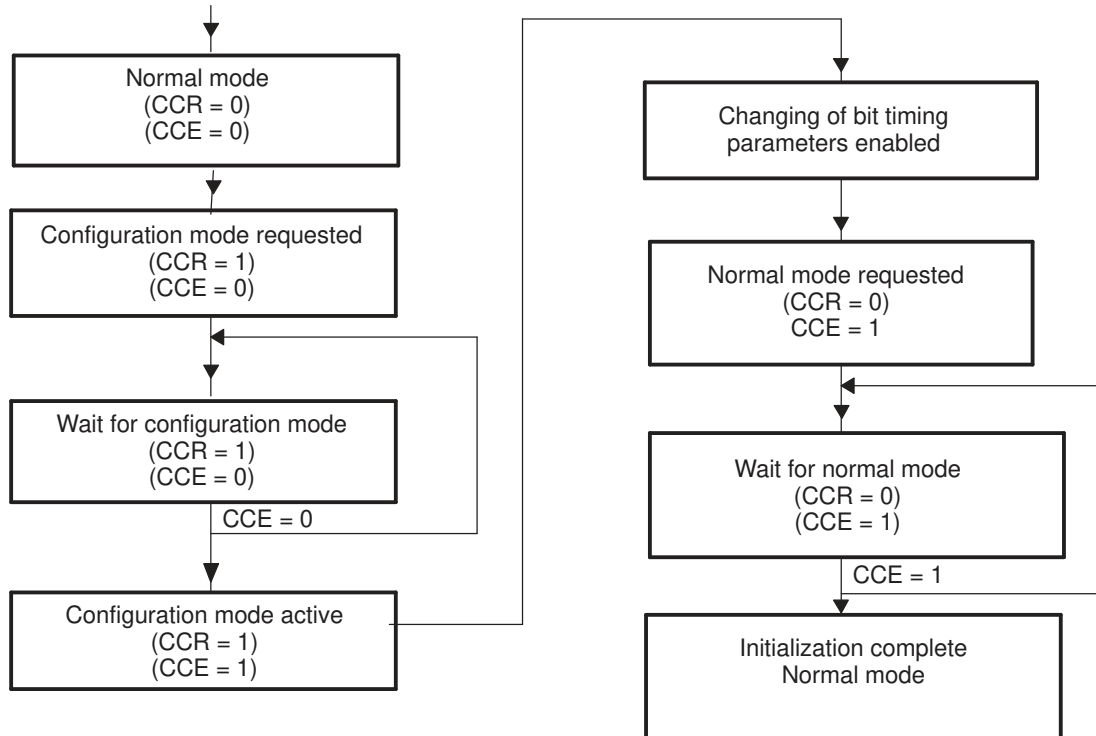 Normal mode
(CCR = 0)
(CCE = 0)
Configuration mode requested
(CCR = 1)
(CCE = 0)
Wait for configuration mode
(CCR = 1)
(CCE = 0)
CCE = 0
Configuration mode active
(CCR = 1)
(CCE = 1)
Changing of bit timing
parameters enabled
Normal mode requested
(CCR = 0)
CCE = 1
Wait for normal mode
(CCR = 0)
(CCE = 1)
CCE = 1
Initialization complete
Normal mode